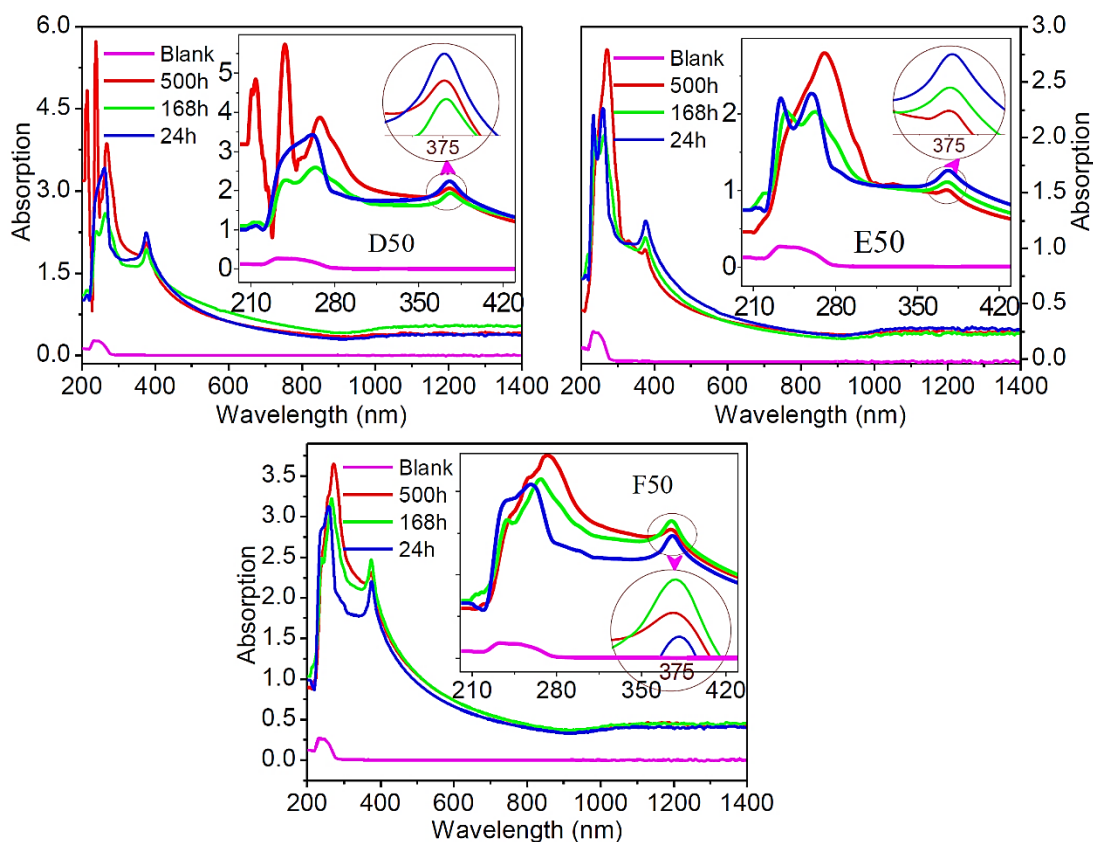 6.0
4.5
3.0
1.5
0.0
Absorption
Blank
500h
168h
24h
5
4
3
2
1
0
375
D50
210 280 350 420
200 400 600 800 1000 1200 1400
Wavelength (nm)
Blank
500h
168h
24h
2
1
0
375
E50
210 280 350 420
3.0
2.5
2.0
1.5
1.0
0.5
0.0
Absorption
200 400 600 800 1000 1200 1400
Wavelength (nm)
3.5
3.0
2.5
2.0
1.5
1.0
0.5
0.0
Absorption
Blank
500h
168h
24h
F50
375
210 280 350 420
200 400 600 800 1000 1200 1400
Wavelength (nm)